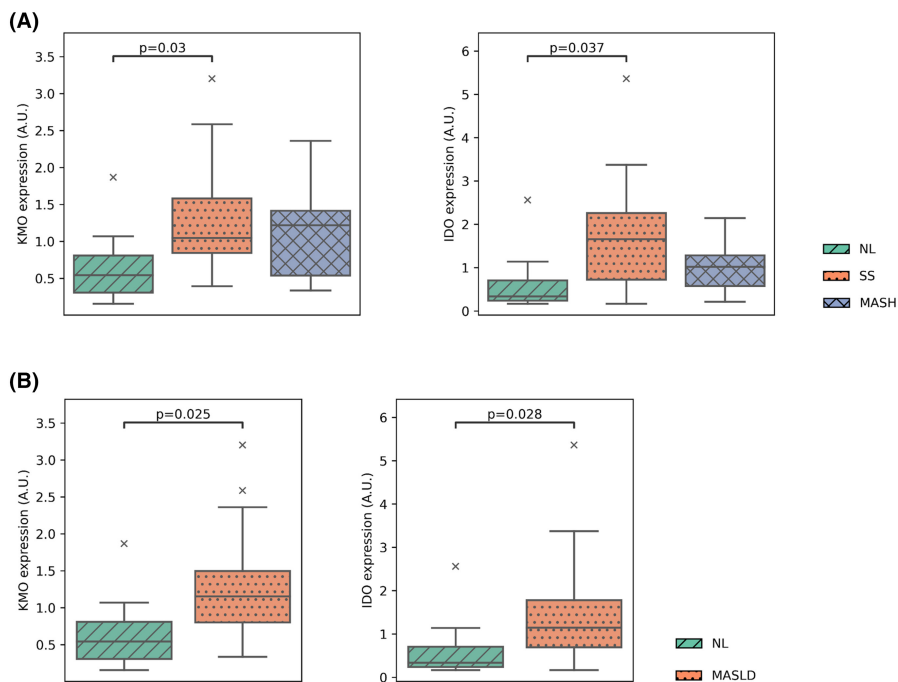 (A)
p=0.03
3.5
3.0
2.5
2.0
1.5
1.0
0.5
KMO expression (A.U.)
p=0.037
6
5
4
3
2
1
0
IDO expression (A.U.)
NL
SS
MASH
(B)
p=0.025
3.5
3.0
2.5
2.0
1.5
1.0
0.5
KMO expression (A.U.)
p=0.028
6
5
4
3
2
1
0
IDO expression (A.U.)
NL
MASLD